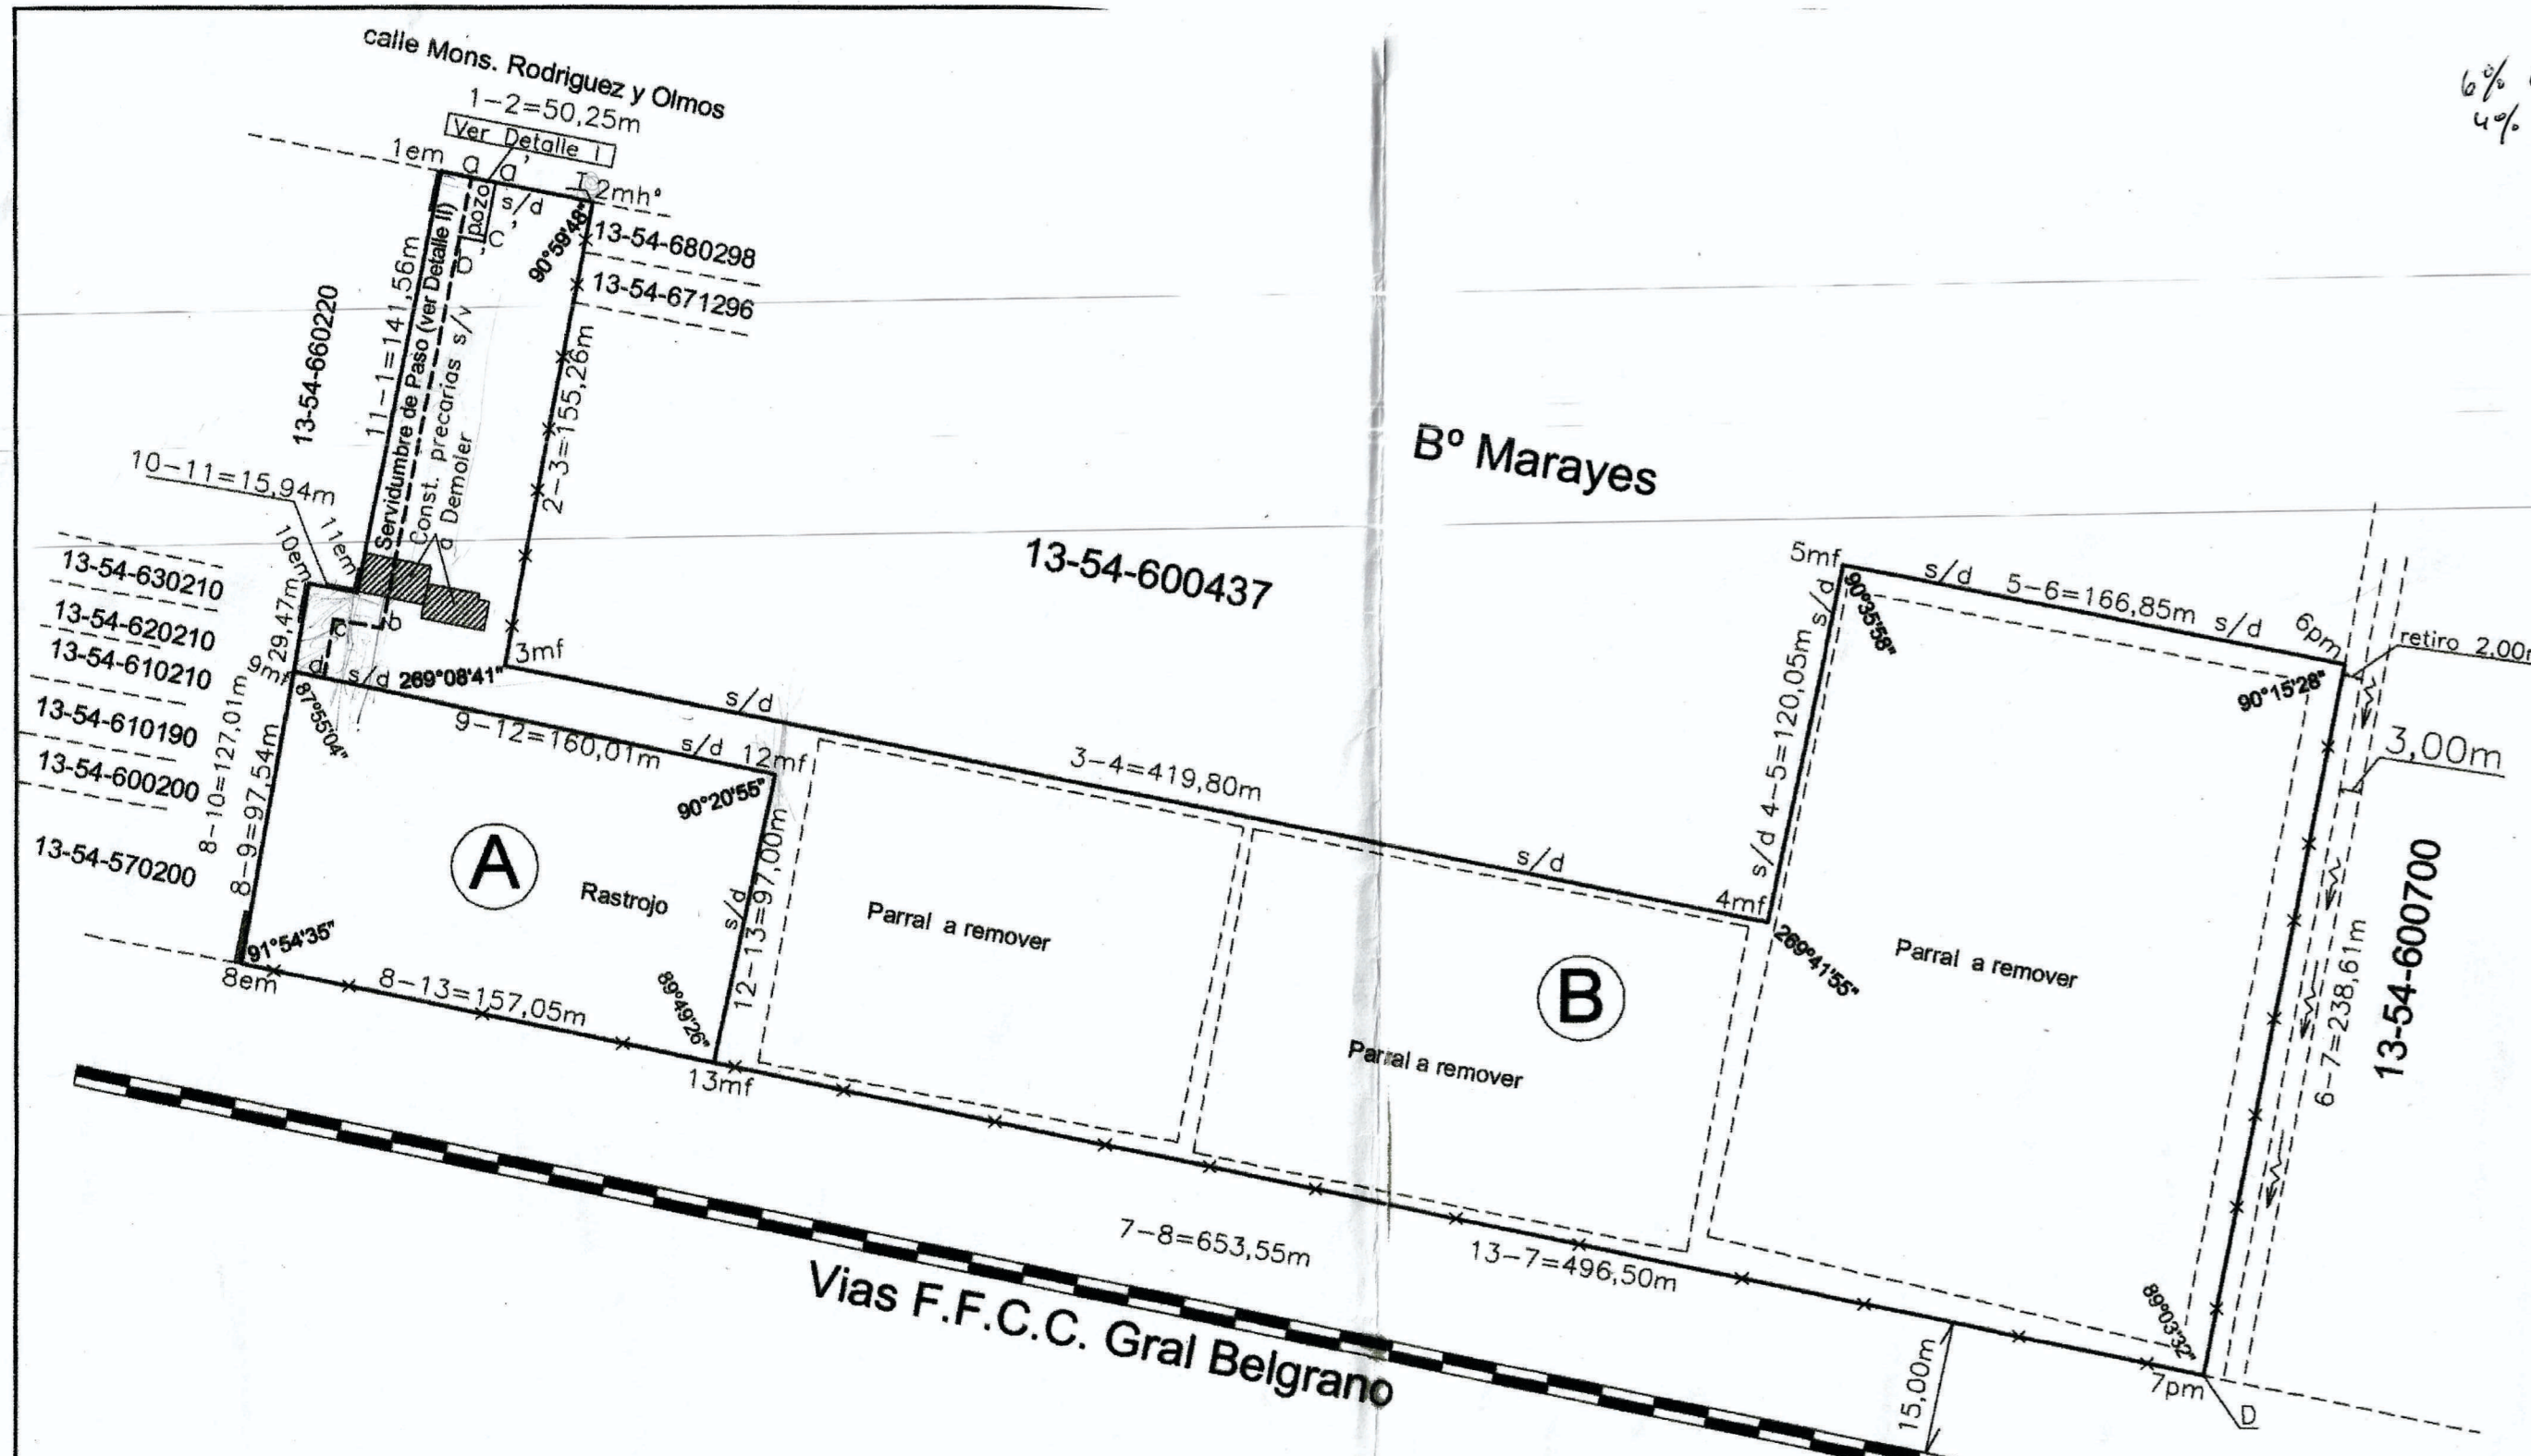 calle Mons. Rodriguez y Olmos
1-2=50,25m
Ver Detalle I
6%
4%
1em
a
a'
2mh°
s/d
pozo
c'
b'
90°59'48"
13-54-680298
13-54-671296
13-54-660220
11-1=141,56m
Servidumbre de Paso (ver Detalle II)
Const. precarias s/v
a Demoler
2-3=155,26m
10-11=15,94m
10em
11em
13-54-630210
13-54-620210
13-54-610210
13-54-610190
13-54-600200
13-54-570200
29,47m
8-10=127,01m
8-9=97,54m
9mf
d
c
b
s/d
269°08'41"
3mf
87°55'04"
9-12=160,01m
s/d
12mf
90°20'55"
A
Rastrojo
s/d
12-13=97,00m
91°54'35"
8em
8-13=157,05m
89°49'26"
13mf
Bº Marayes
13-54-600437
s/d
3-4=419,80m
s/d
Parral a remover
Parral a remover
B
4mf
269°41'55"
s/d 4-5=120,05m s/d
5mf
90°35'58"
s/d 5-6=166,85m s/d
6pm
90°15'28"
retiro 2,00
3,00m
Parral a remover
6-7=238,61m
13-54-600700
7-8=653,55m
13-7=496,50m
89°03'32"
7pm
D
15,00m
Vias F.F.C.C. Gral Belgrano